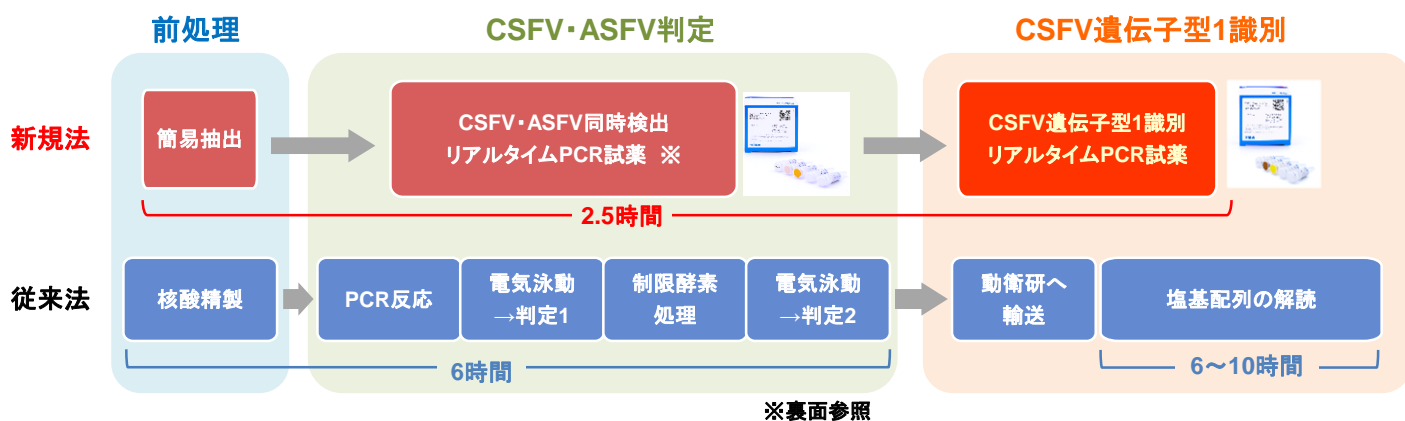 前処理
CSFV・ASFV判定
CSFV遺伝子型1識別
新規法
簡易抽出
CSFV・ASFV同時検出
リアルタイムPCR試薬 ※
CSFV遺伝子型1識別
リアルタイムPCR試薬
2.5時間
従来法
核酸精製
PCR反応
電気泳動
→判定1
制限酵素
処理
電気泳動
→判定2
動衛研へ
輸送
塩基配列の解読
6時間
6～10時間
※裏面参照